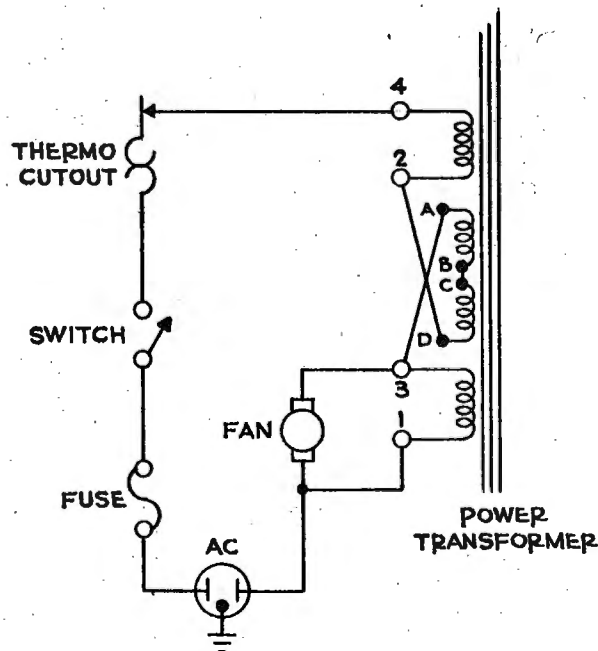 4
THERMO
CUTOUT
2
A
B
C
SWITCH
D
3
FAN
1
FUSE
POWER
TRANSFORMER
AC